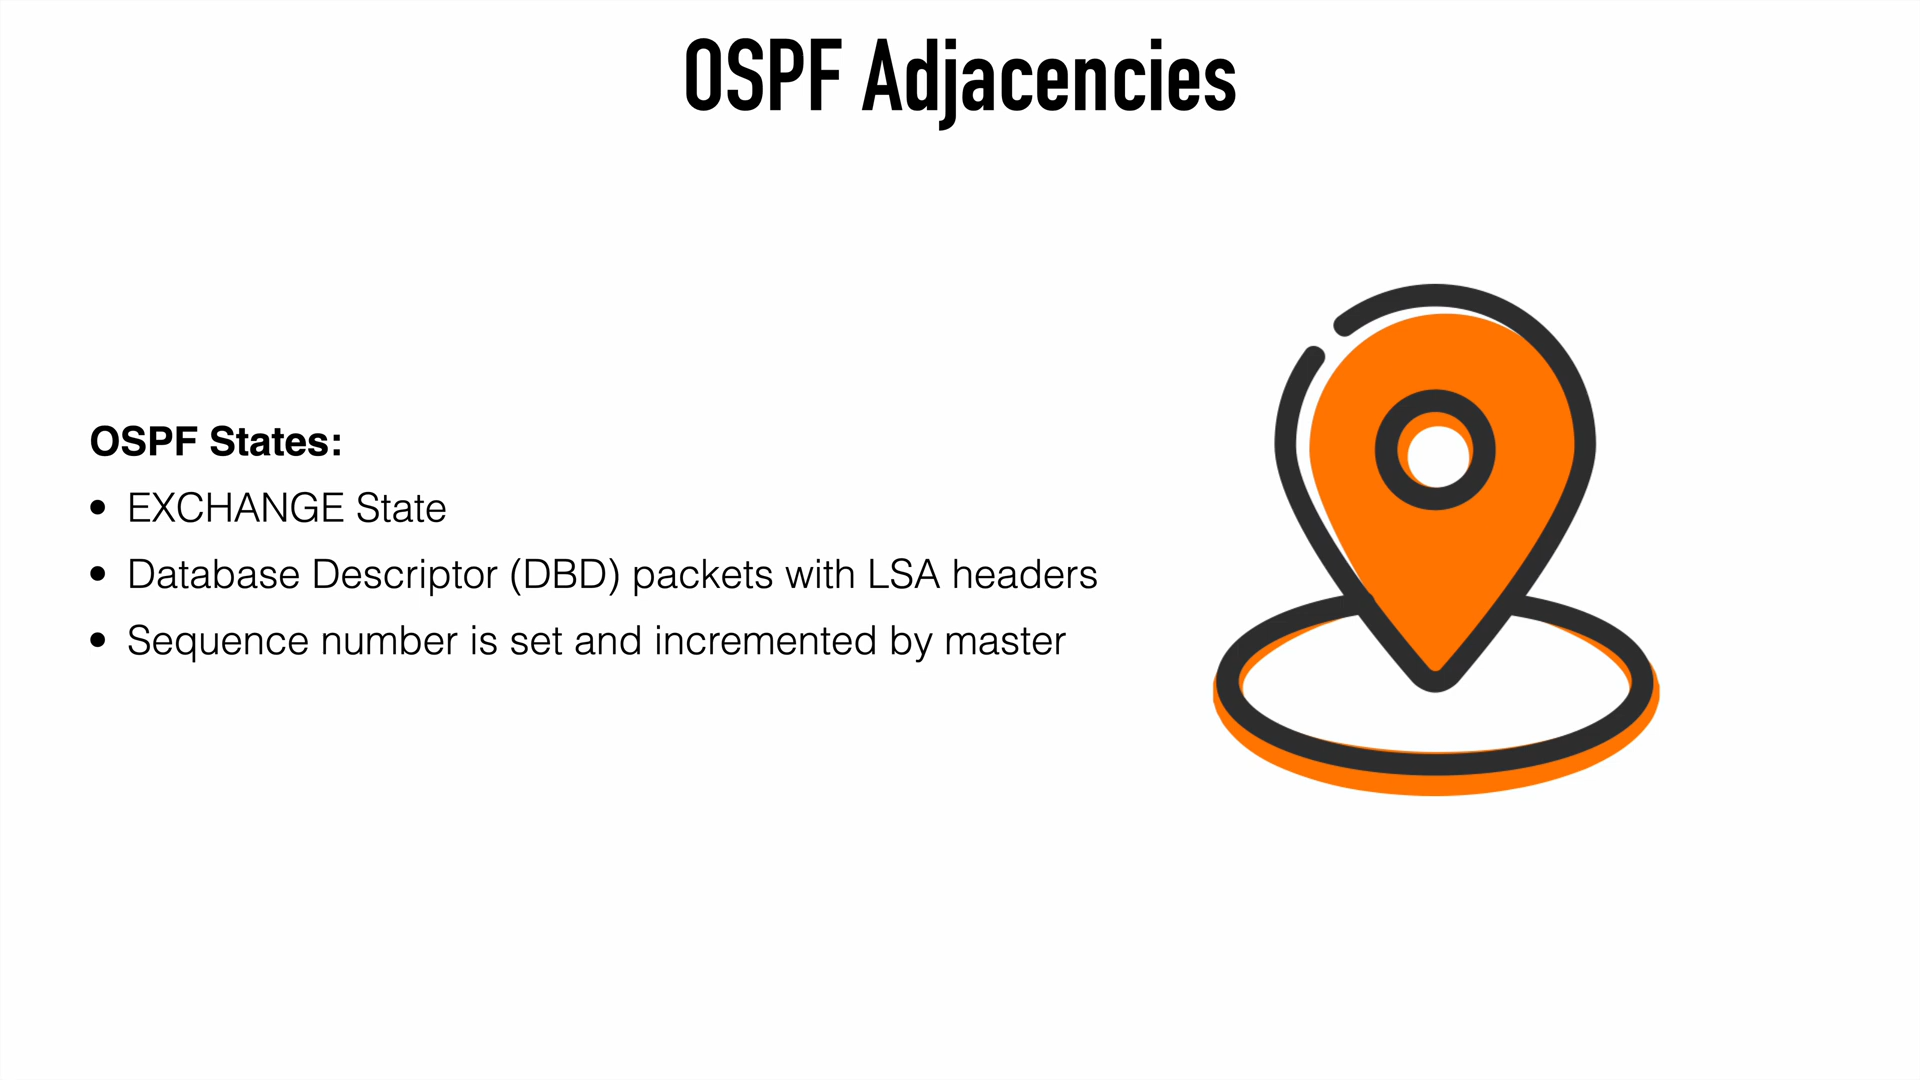 OSPF Adjacencies
OSPF States:
• EXCHANGE State
• Database Descriptor (DBD) packets with LSA headers
• Sequence number is set and incremented by master